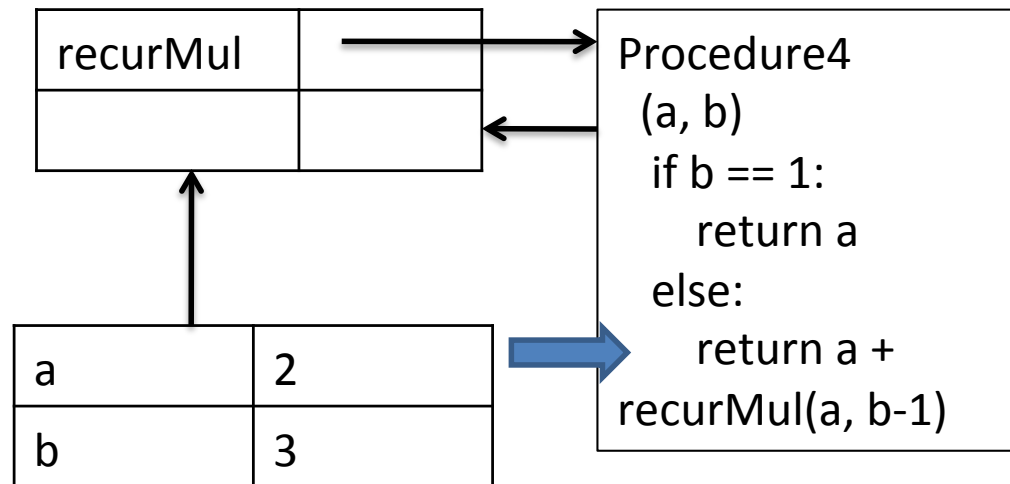 recurMul
Procedure4
(a, b)
if b == 1:
return a
else:
return a +
recurMul(a, b-1)
a 2
b 3